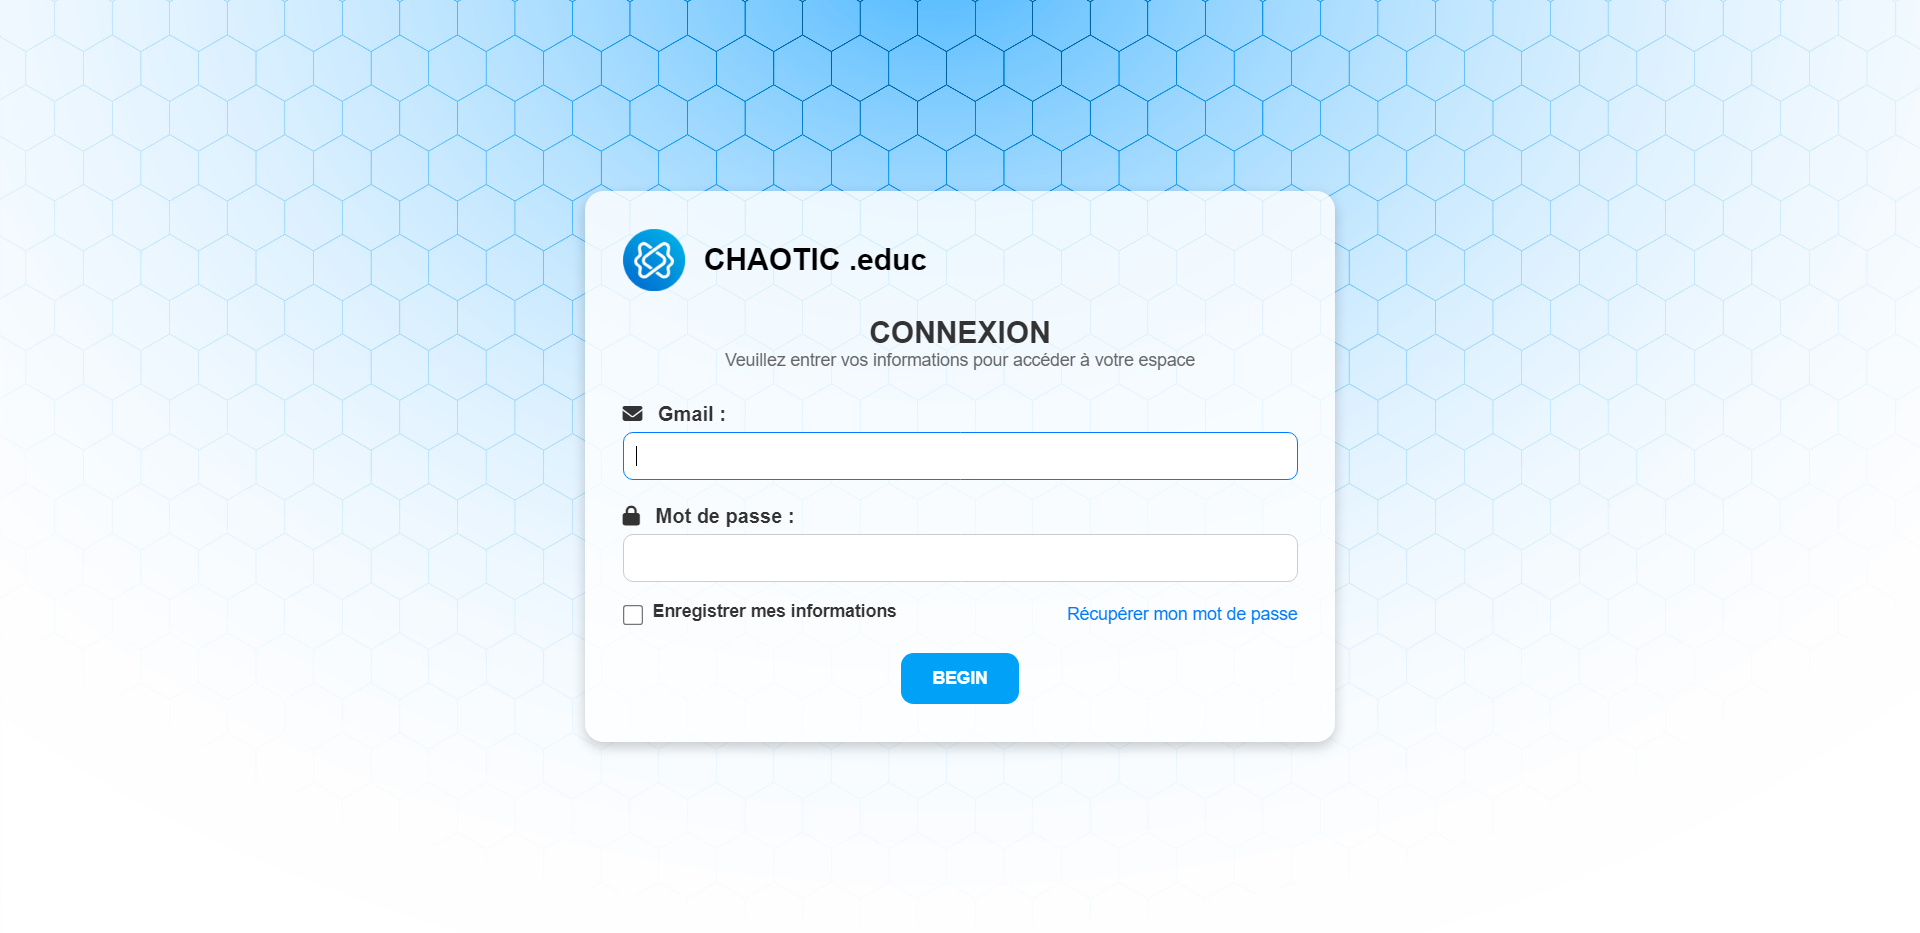 CHAOTIC .educ
CONNEXION
Veuillez entrer vos informations pour accéder à votre espace
Gmail :
Mot de passe :
Enregistrer mes informations
Récupérer mon mot de passe
BEGIN